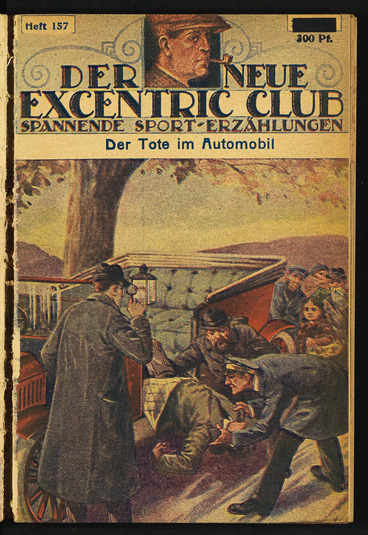 Heft 157
300 Pf.
DER NEUE
EXCENTRIC CLUB
SPANNENDE SPORT-ERZÄHLUNGEN
Der Tote im Automobil